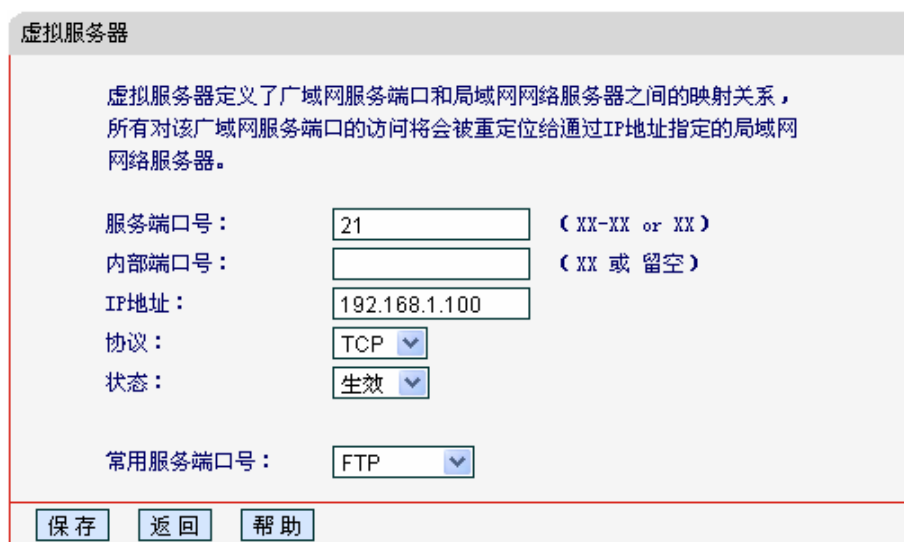 虚拟服务器
虚拟服务器定义了广域网服务端口和局域网网络服务器之间的映射关系，
所有对该广域网服务端口的访问将会被重定位给通过IP地址指定的局域网
网络服务器。
服务端口号： 21 （XX-XX or XX）
内部端口号： （XX 或 留空）
IP地址： 192.168.1.100
协议： TCP
状态： 生效
常用服务端口号： FTP
保存 返回 帮助